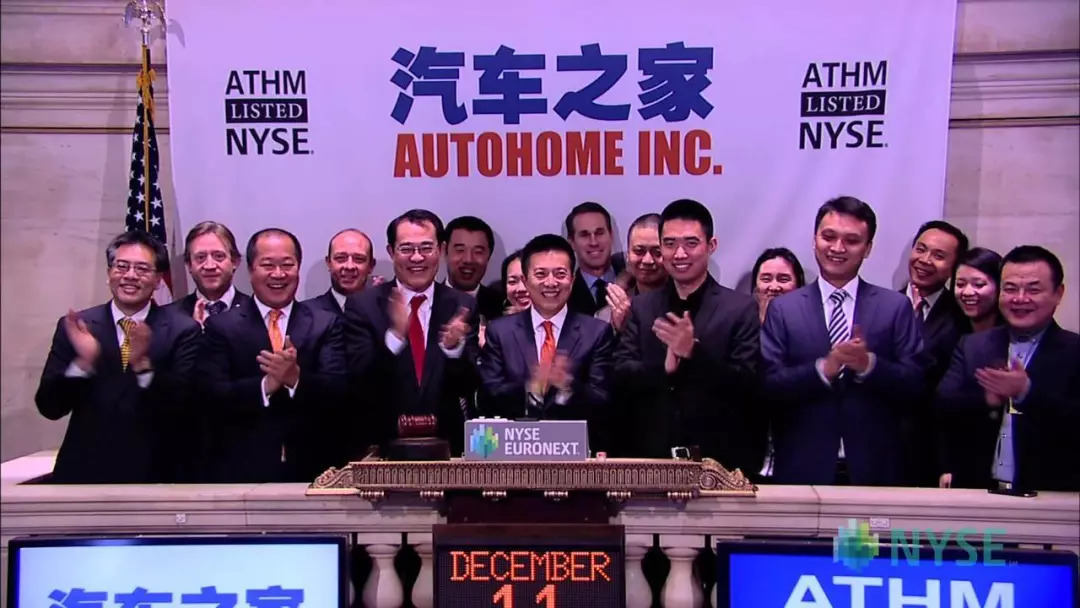 ATHM
LISTED
NYSE
汽车之家
AUTOHOME INC.
ATHM
LISTED
NYSE
NYSE
EURONEXT
DECEMBER
11
汽车之家
NYSE
ATHM